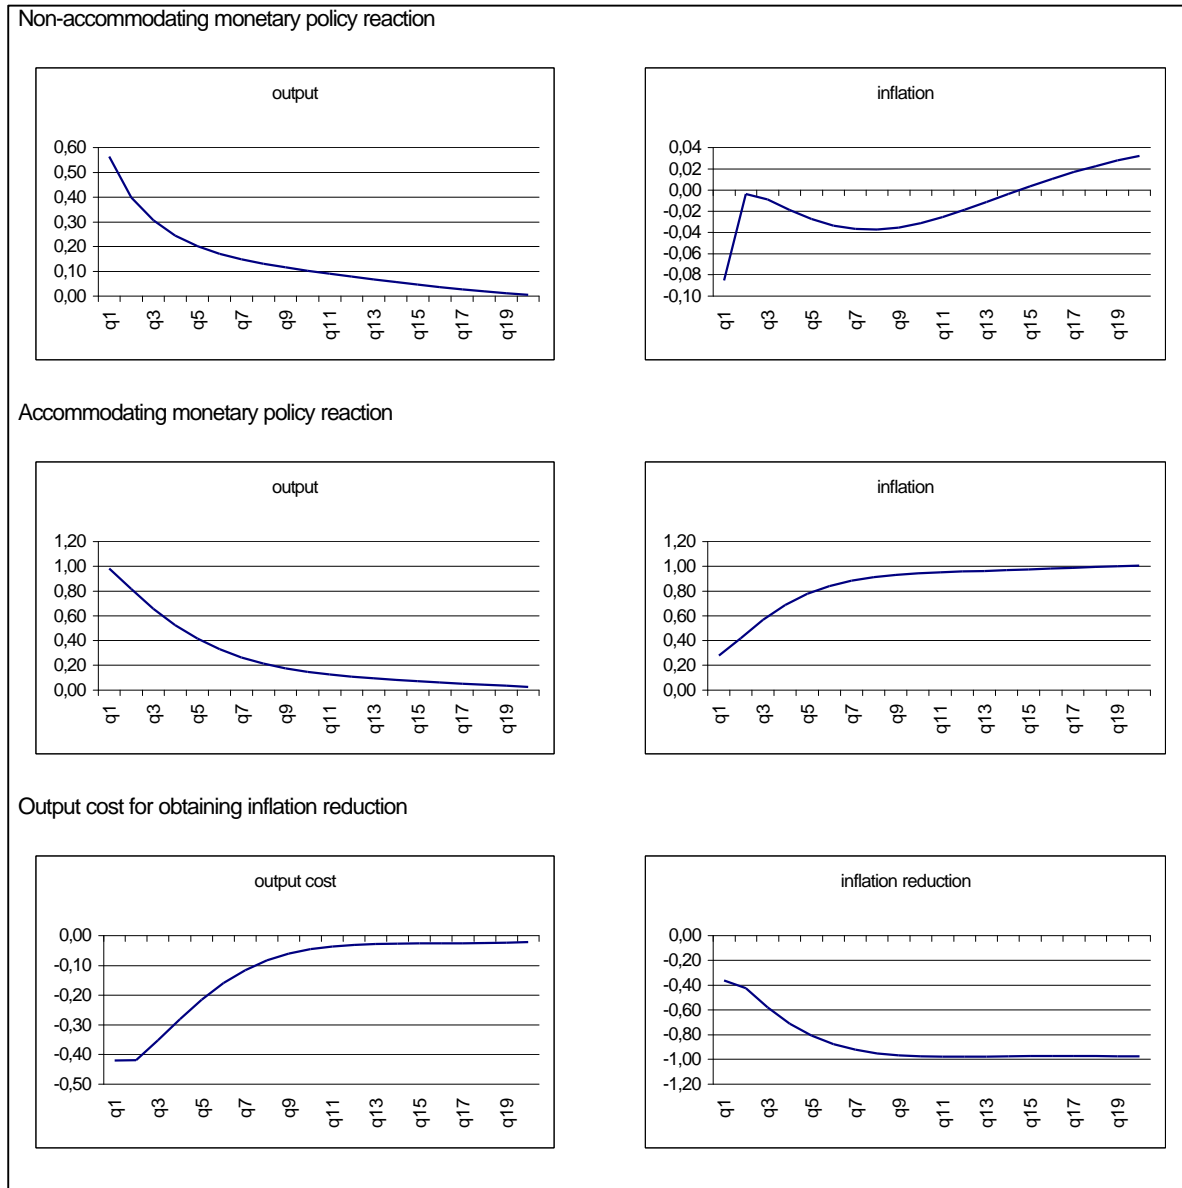 Non-accommodating monetary policy reaction
output
0,60
0,50
0,40
0,30
0,20
0,10
0,00
q1 q3 q5 q7 q9 q11 q13 q15 q17 q19
inflation
0,04
0,02
0,00
-0,02
-0,04
-0,06
-0,08
-0,10
q1 q3 q5 q7 q9 q11 q13 q15 q17 q19
Accommodating monetary policy reaction
output
1,20
1,00
0,80
0,60
0,40
0,20
0,00
q1 q3 q5 q7 q9 q11 q13 q15 q17 q19
inflation
1,20
1,00
0,80
0,60
0,40
0,20
0,00
q1 q3 q5 q7 q9 q11 q13 q15 q17 q19
Output cost for obtaining inflation reduction
output cost
0,00
-0,10
-0,20
-0,30
-0,40
-0,50
q1 q3 q5 q7 q9 q11 q13 q15 q17 q19
inflation reduction
0,00
-0,20
-0,40
-0,60
-0,80
-1,00
-1,20
q1 q3 q5 q7 q9 q11 q13 q15 q17 q19